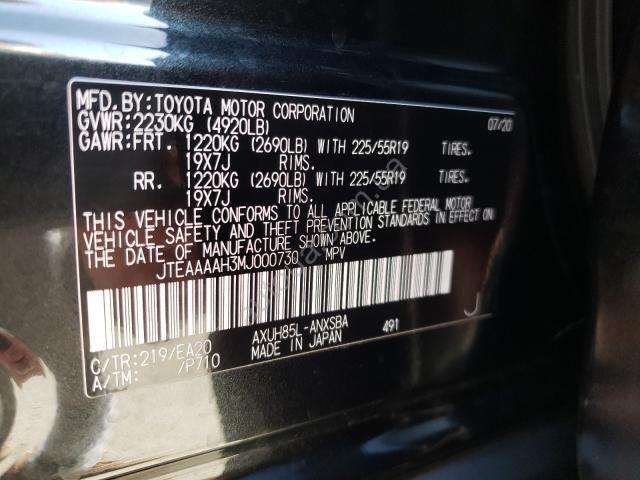 MFD.BY:TOYOTA MOTOR CORPORATION 07/20
GVWR:2230KG (4920LB)
GAWR:FRT. 1220KG (2690LB) WITH 225/55R19 TIRES.
19X7J RIMS.
RR. 1220KG (2690LB) WITH 225/55R19 TIRES.
19X7J RIMS.
THIS VEHICLE CONFORMS TO ALL APPLICABLE FEDERAL MOTOR
VEHICLE SAFETY AND THEFT PREVENTION STANDARDS IN EFFECT ON
THE DATE OF MANUFACTURE SHOWN ABOVE.
JTEAAAAH3MJ000730 MPV
J
AXUH85L-ANXSBA 491
C/TR:219/EA20 MADE IN JAPAN
A/TM: /P710